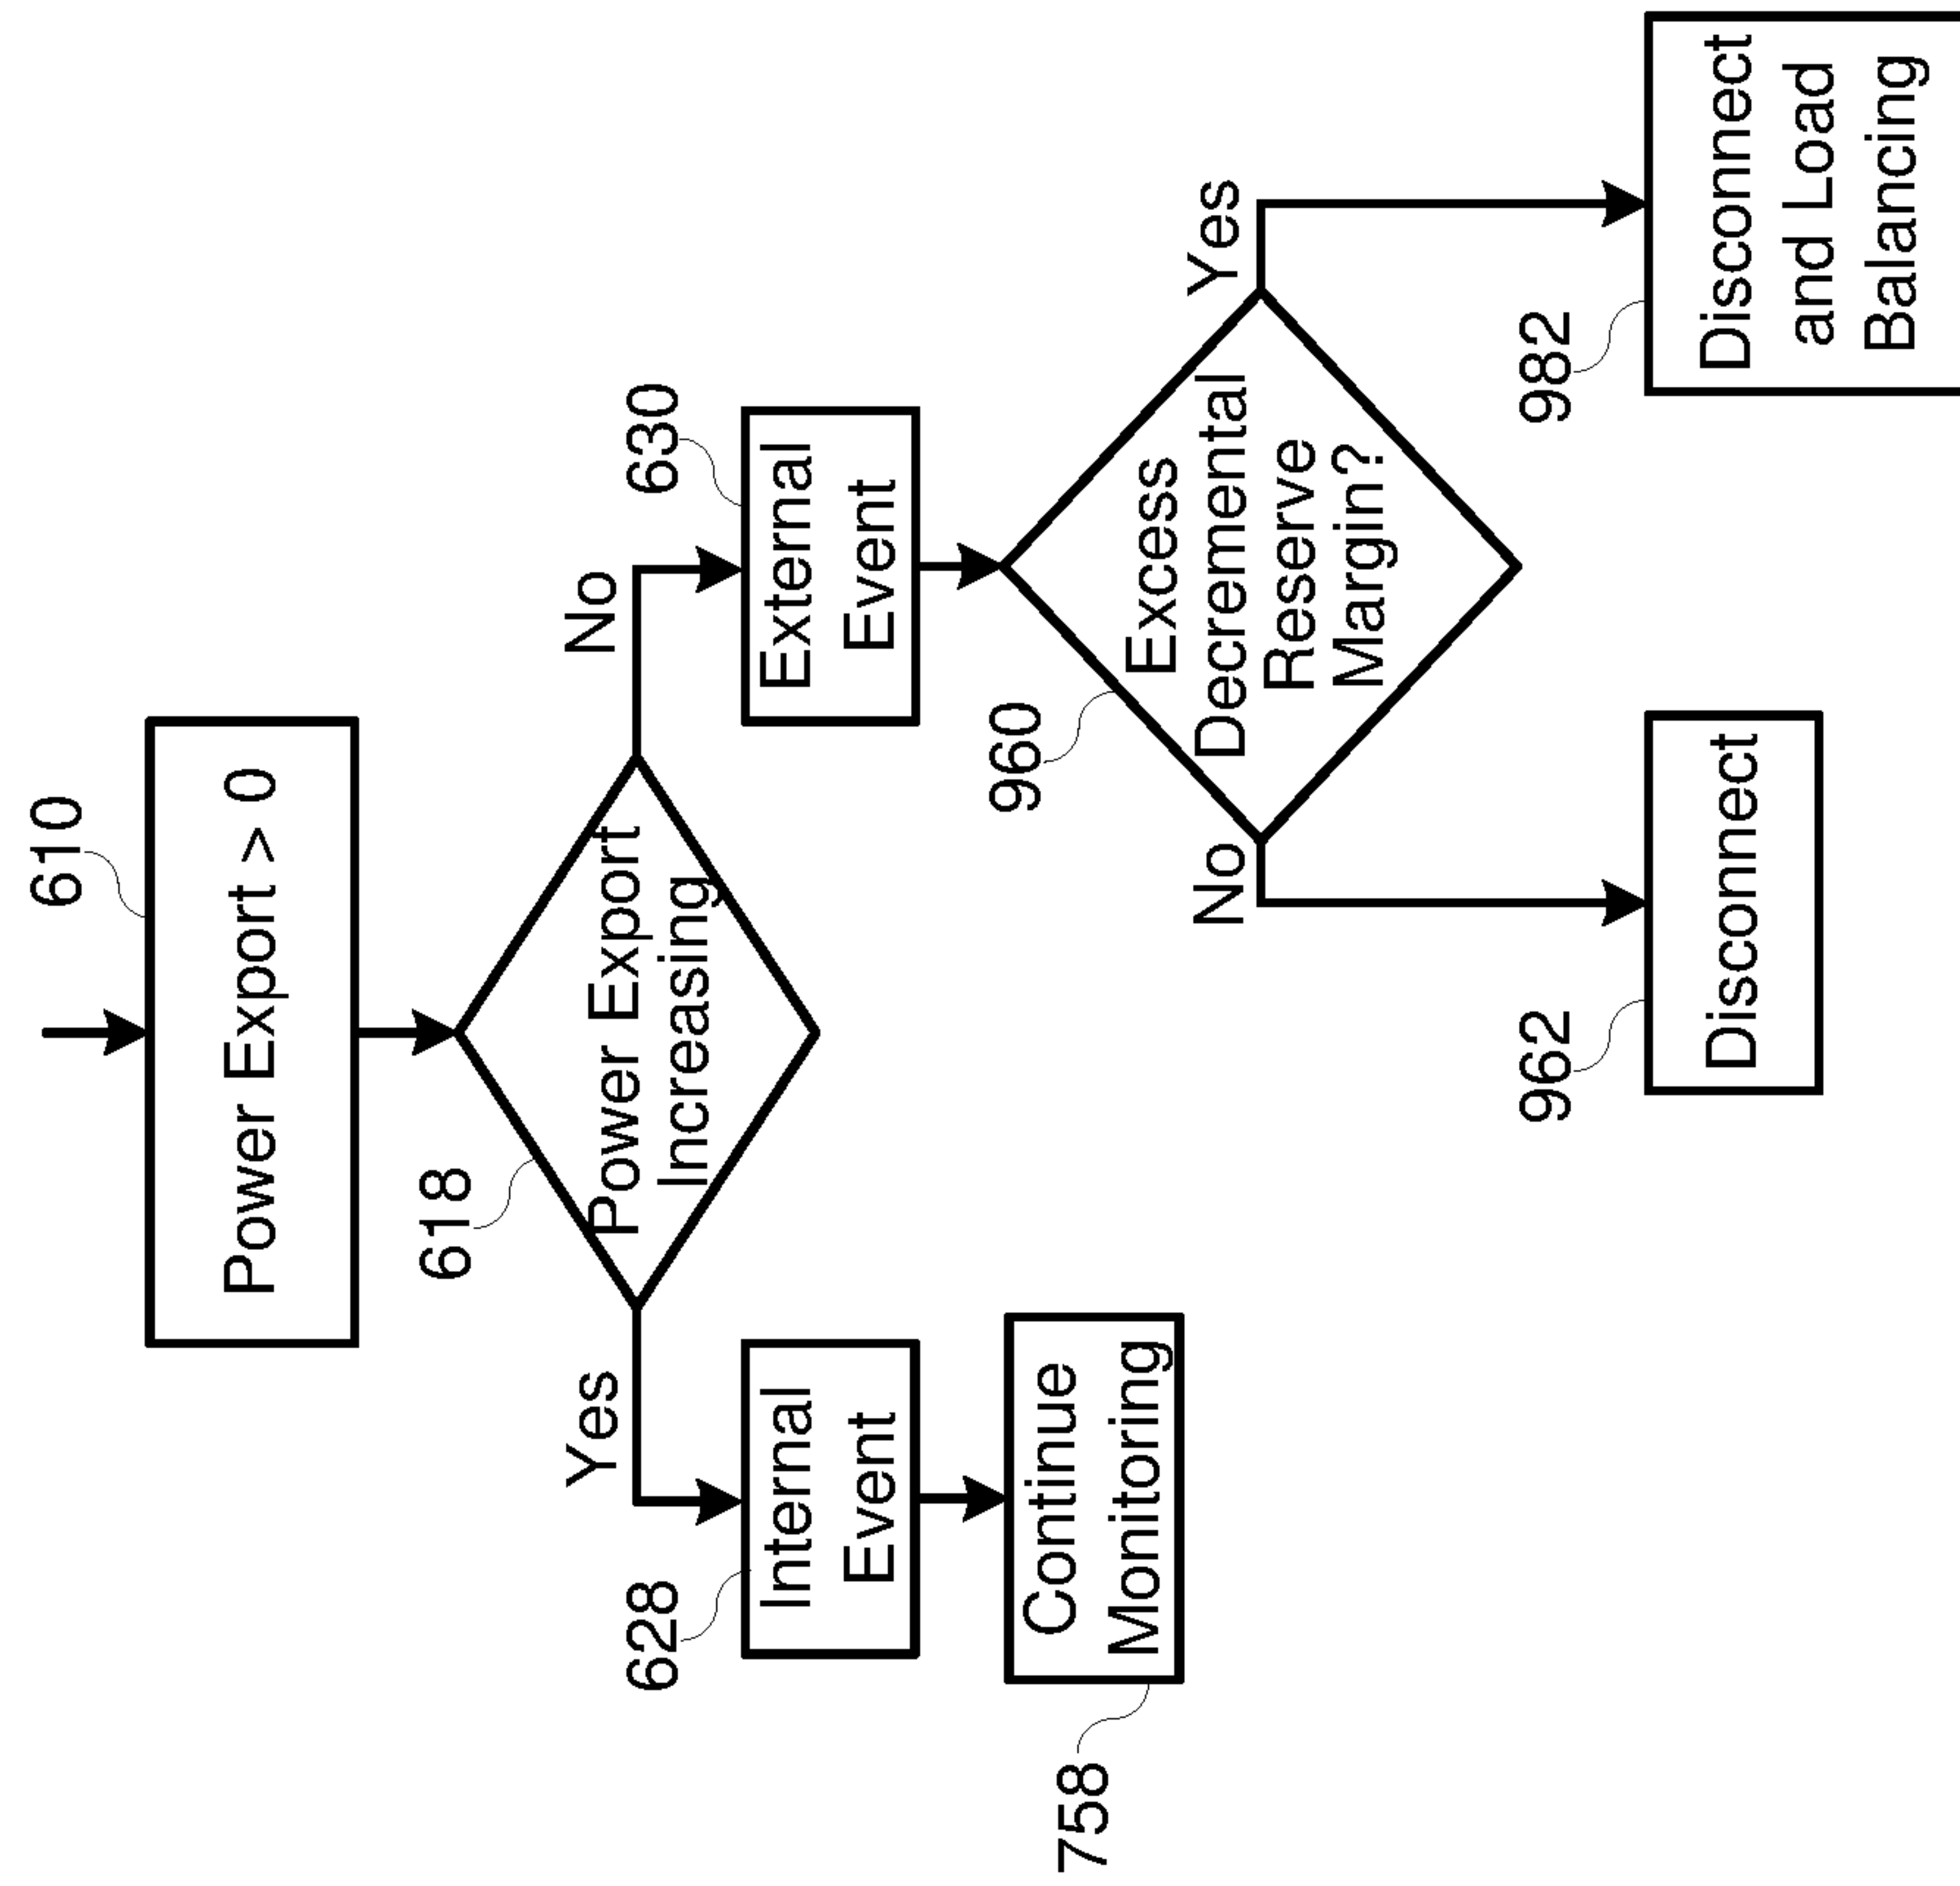 610
Power Export > 0
618
Power Export
Increasing
Yes
No
628
Internal
Event
630
External
Event
758
Continue
Monitoring
960
Excess
Decremental
Reserve
Margin?
No
Yes
962
Disconnect
982
Disconnect
and Load
Balancing